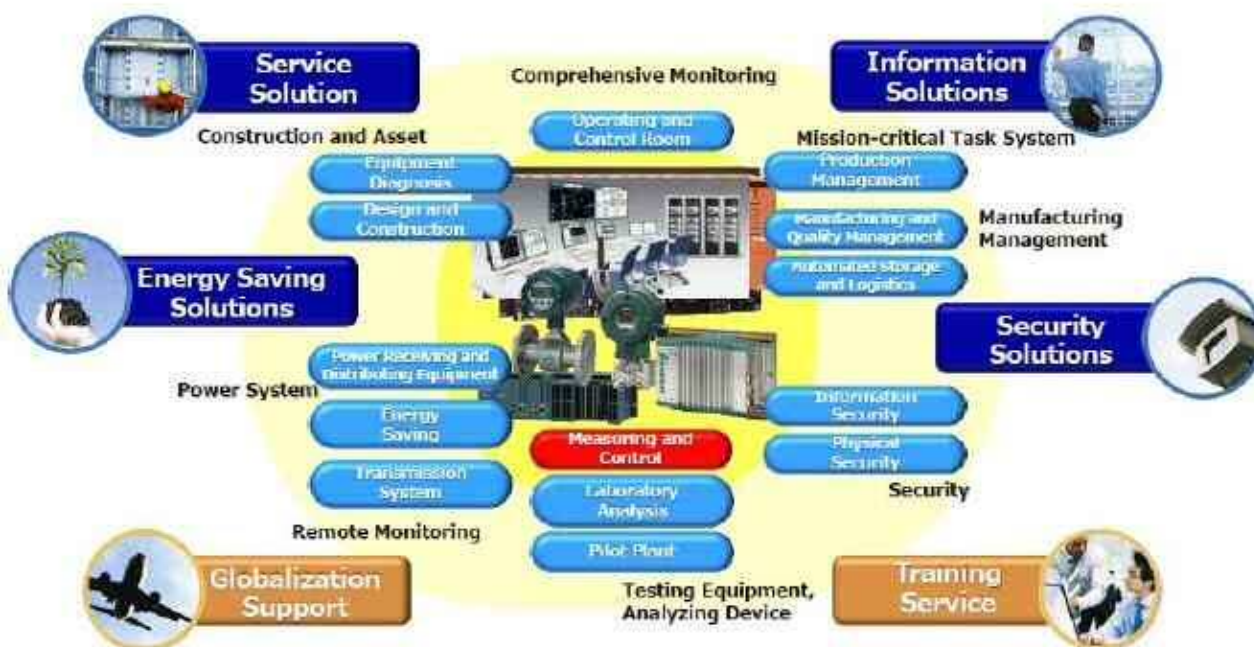 Service
Solution
Comprehensive Monitoring
Information
Solutions
Construction and Asset
Operating and
Control Room
Mission-critical Task System
Equipment
Diagnosis
Production
Management
Design and
Construction
Manufacturing and
Quality Management
Manufacturing
Management
Energy Saving
Solutions
Automated Storage
and Logistics
Security
Solutions
Power Receiving and
Distributing Equipment
Power System
Information
Security
Energy
Saving
Measuring and
Control
Physical
Security
Transmission
System
Laboratory
Analysis
Security
Remote Monitoring
Pilot Plant
Globalization
Support
Testing Equipment,
Analyzing Device
Training
Service